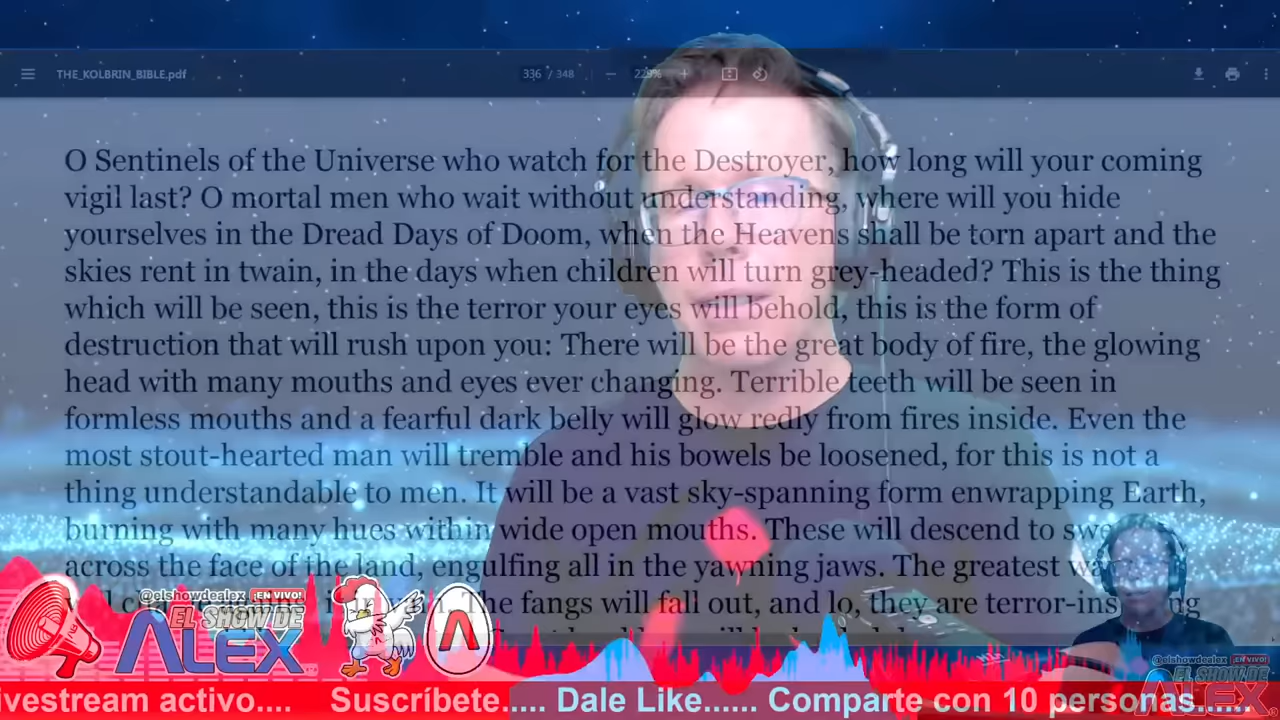 THE_KOLBRIN_BIBLE.pdf
336 / 348
229%
O Sentinels of the Universe who watch for the Destroyer, how long will your coming
vigil last? O mortal men who wait without understanding, where will you hide
yourselves in the Dread Days of Doom, when the Heavens shall be torn apart and the
skies rent in twain, in the days when children will turn grey-headed? This is the thing
which will be seen, this is the terror your eyes will behold, this is the form of
destruction that will rush upon you: There will be the great body of fire, the glowing
head with many mouths and eyes ever changing. Terrible teeth will be seen in
formless mouths and a fearful dark belly will glow redly from fires inside. Even the
most stout-hearted man will tremble and his bowels be loosened, for this is not a
thing understandable to men. It will be a vast sky-spanning form enwrapping Earth,
burning with many hues within wide open mouths. These will descend to
across the face of the land, engulfing all in the yawning jaws. The greatest
The fangs will fall out, and lo, they are
@elshowdealex ¡EN VIVO!
EL SHOW DE
ALEX
@elshowdealex ¡EN VIVO!
EL SHOW DE
ALEX
ivestream activo.... Suscríbete..... Dale Like...... Comparte con 10 personas